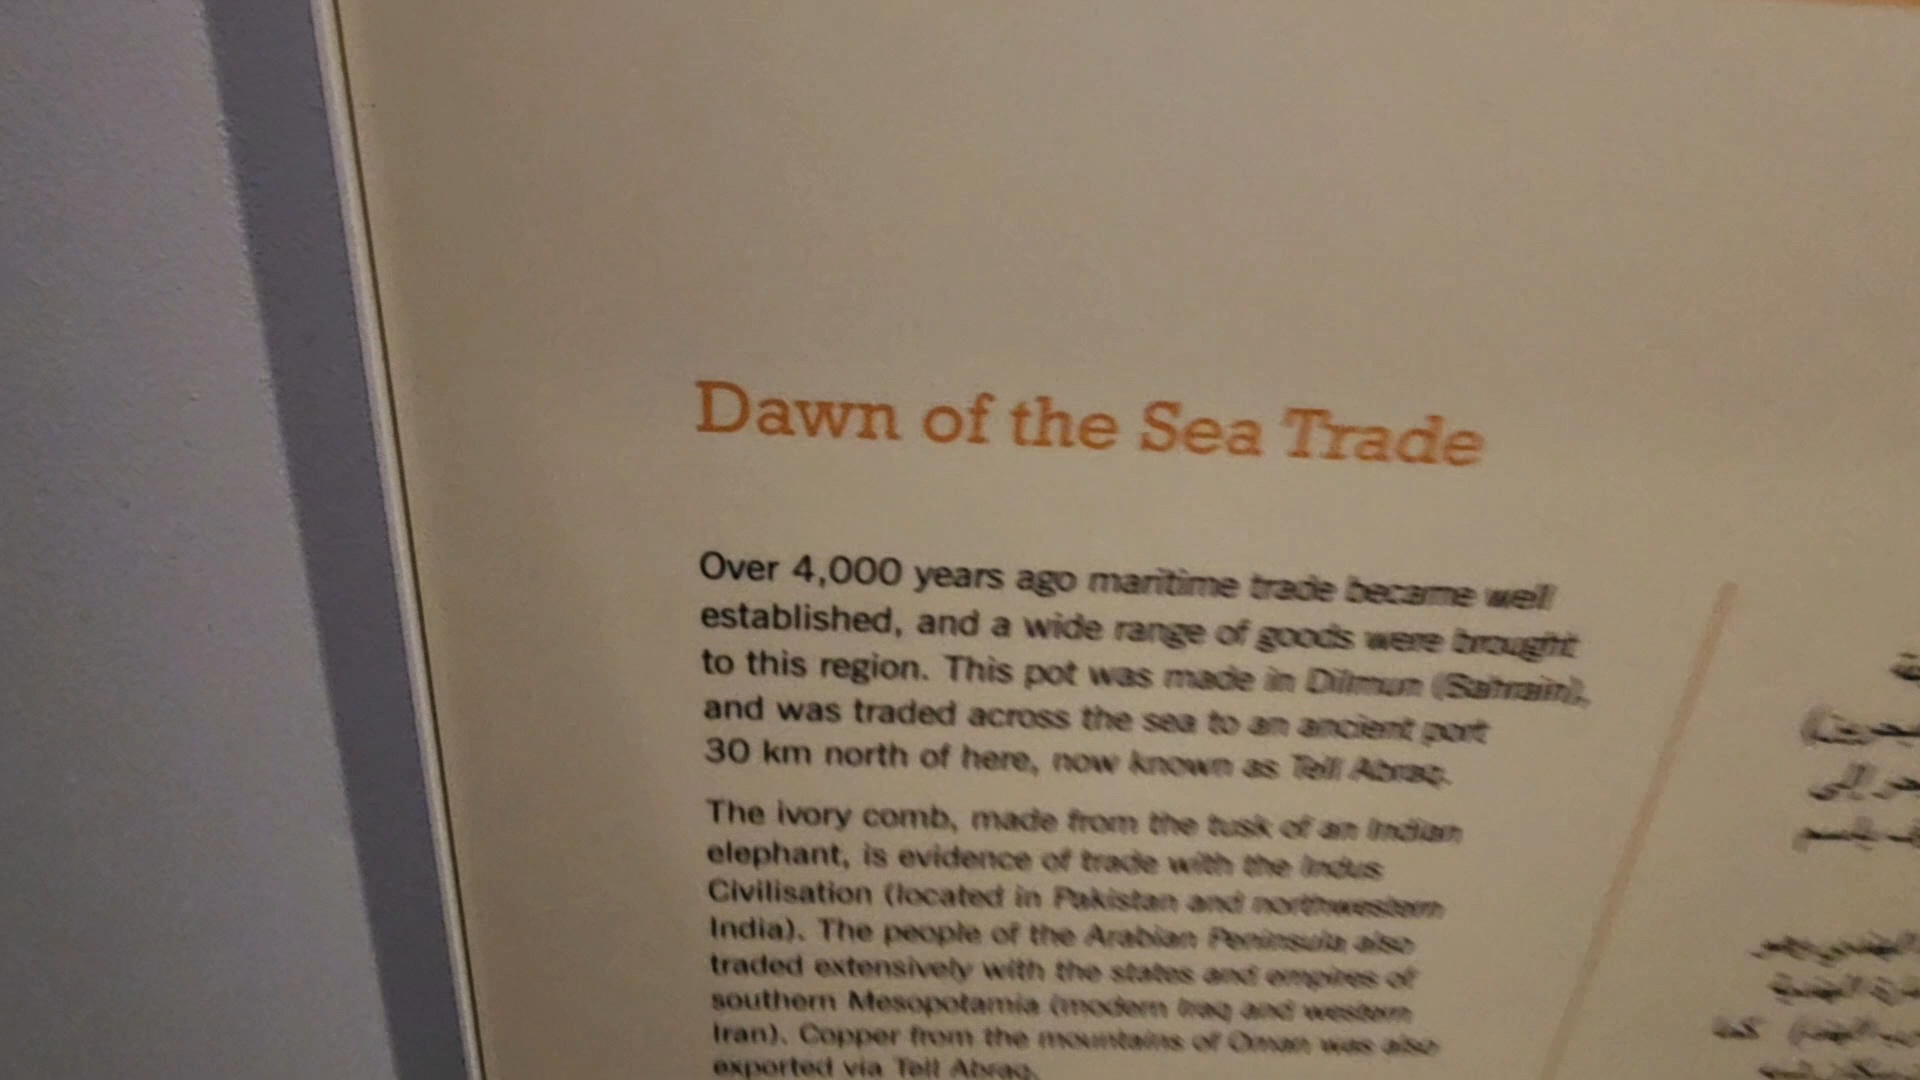 Dawn of the Sea Trade
Over 4,000 years ago maritime trade became well
established, and a wide range of goods were brought
to this region. This pot was made in Dilmun (Bahrain),
and was traded across the sea to an ancient port
30 km north of here, now known as Tell Abraq.
The ivory comb, made from the tusk of an Indian
elephant, is evidence of trade with the Indus
Civilisation (located in Pakistan and northwestern
India). The people of the Arabian Peninsula also
traded extensively with the states and empires of
southern Mesopotamia (modern Iraq and western
Iran). Copper from the mountains of Oman was also
exported via Tell Abraq.